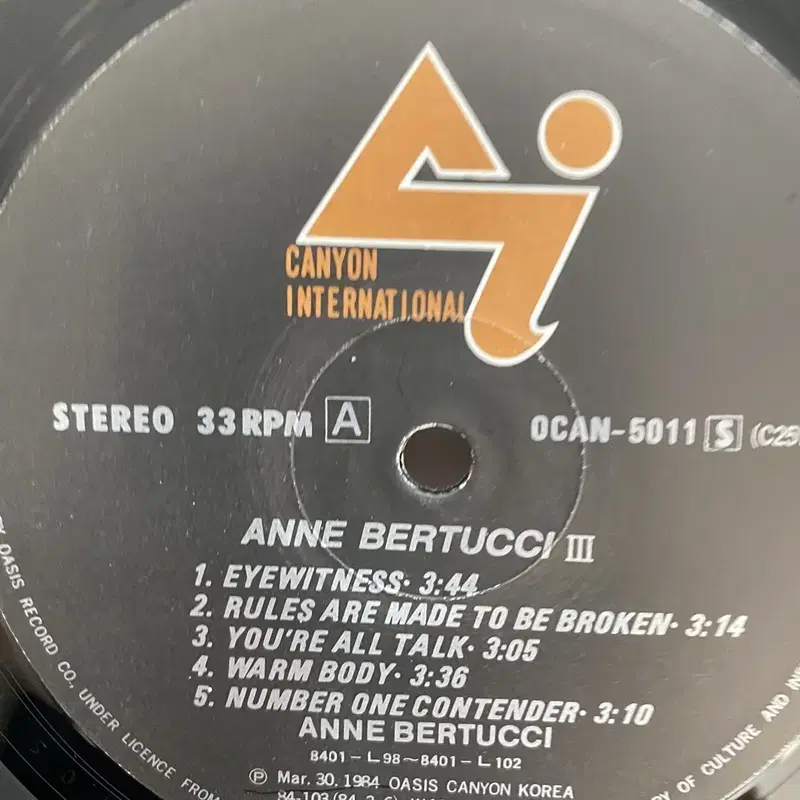 CANYON
INTERNATIONAL
STEREO 33 RPM A
OCAN-5011 S (C25
ANNE BERTUCCI III
1. EYEWITNESS· 3:44
2. RULES ARE MADE TO BE BROKEN· 3:14
3. YOU'RE ALL TALK· 3:05
4. WARM BODY· 3:36
5. NUMBER ONE CONTENDER· 3:10
ANNE BERTUCCI
8401-L98~8401-L102
℗ Mar. 30. 1984 OASIS CANYON KOREA
OASIS RECORD CO., UNDER LICENCE FROM
OF CULTURE AND